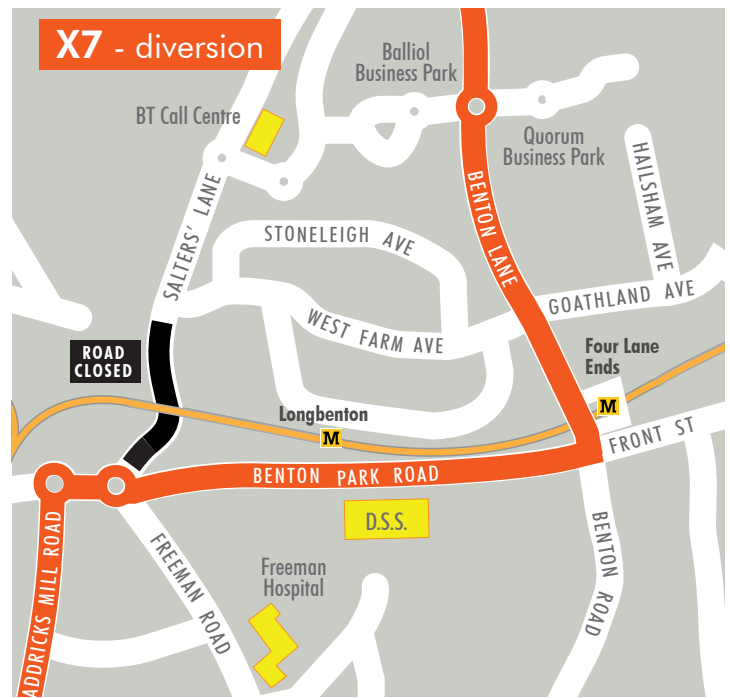 X7 - diversion
Balliol
Business Park
BT Call Centre
Quorum
Business Park
HAILSHAM AVE
BENTON LANE
SALTERS' LANE
STONELEIGH AVE
GOATHLAND AVE
WEST FARM AVE
ROAD
CLOSED
Four Lane
Ends
M
Longbenton
M
FRONT ST
BENTON PARK ROAD
D.S.S.
BENTON ROAD
FREEMAN ROAD
ADDRICKS MILL ROAD
Freeman
Hospital